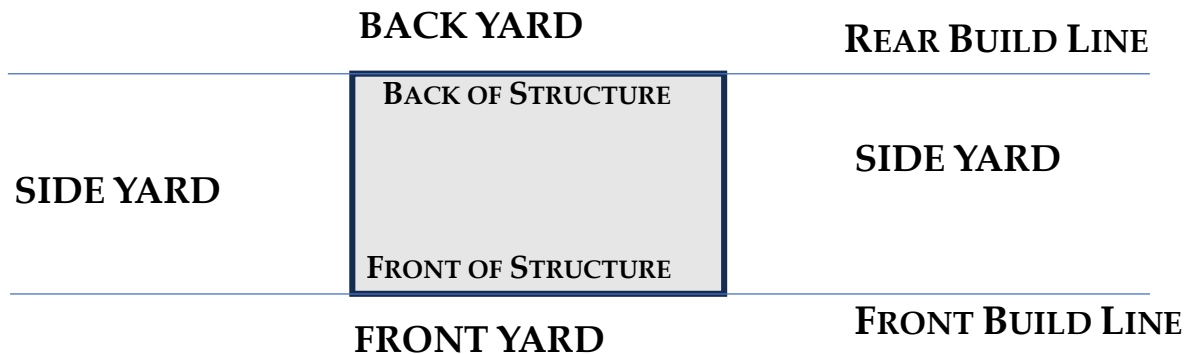 BACK YARD
REAR BUILD LINE
BACK OF STRUCTURE
SIDE YARD
SIDE YARD
FRONT OF STRUCTURE
FRONT BUILD LINE
FRONT YARD